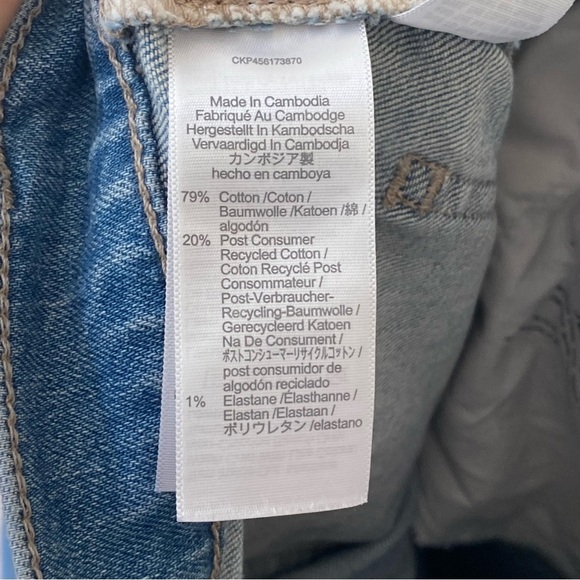 CKP456173870
Made In Cambodia
Fabriqué Au Cambodge
Hergestellt In Kambodscha
Vervaardigd In Cambodja
カンボジア製
hecho en camboya
79% Cotton /Coton /
Baumwolle /Katoen /綿 /
algodón
20% Post Consumer
Recycled Cotton /
Coton Recyclé Post
Consommateur /
Post-Verbraucher-
Recycling-Baumwolle /
Gerecycleerd Katoen
Na De Consument /
ポストコンシューマーリサイクルコットン /
post consumidor de
algodón reciclado
1% Elastane /Élasthanne /
Elastan /Elastaan /
ポリウレタン /elastano